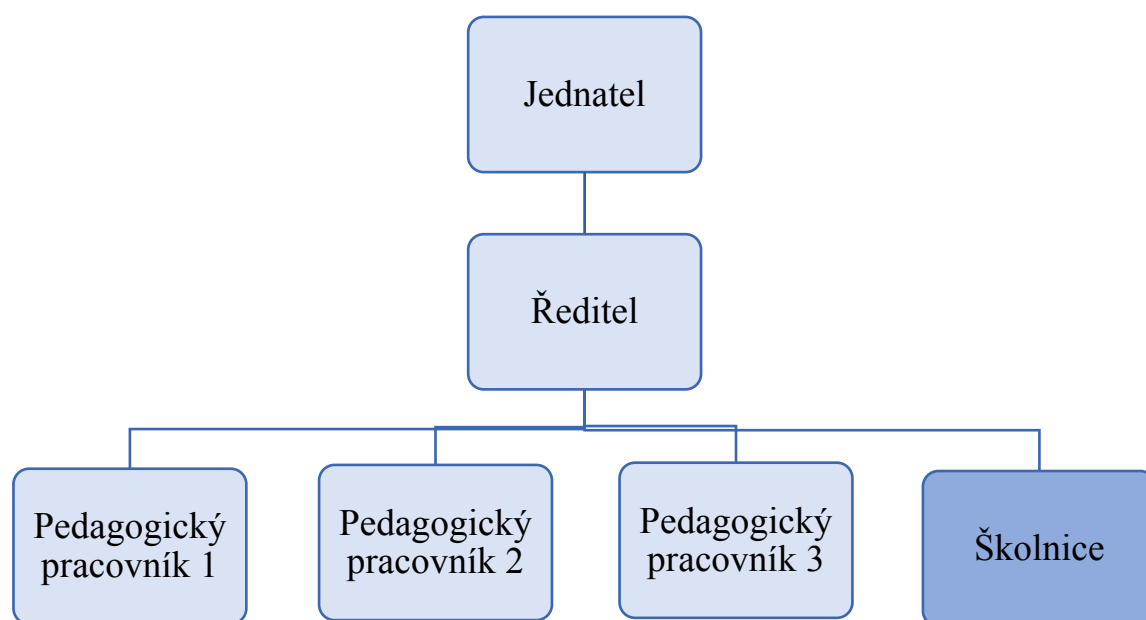 Jednatel
Ředitel
Pedagogický
pracovník 1
Pedagogický
pracovník 2
Pedagogický
pracovník 3
Školnice